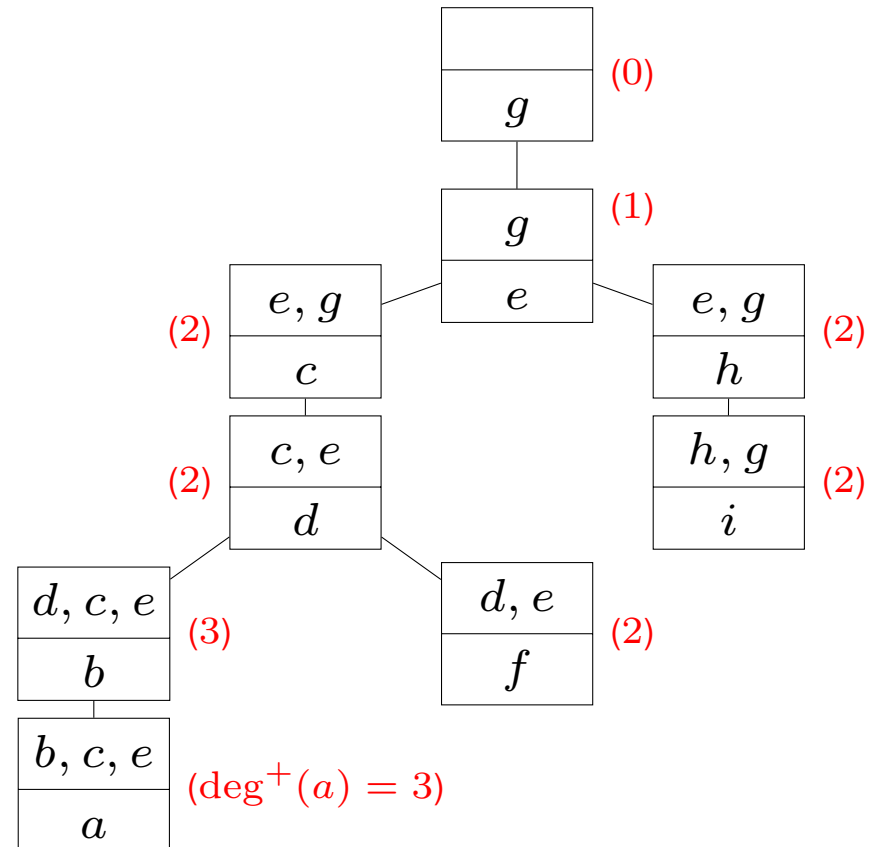 (0)
g
g
(1)
e
e, g
(2)
c
e, g
(2)
h
c, e
(2)
d
h, g
(2)
i
d, c, e
(3)
b
d, e
(2)
f
b, c, e
(deg⁺(a) = 3)
a